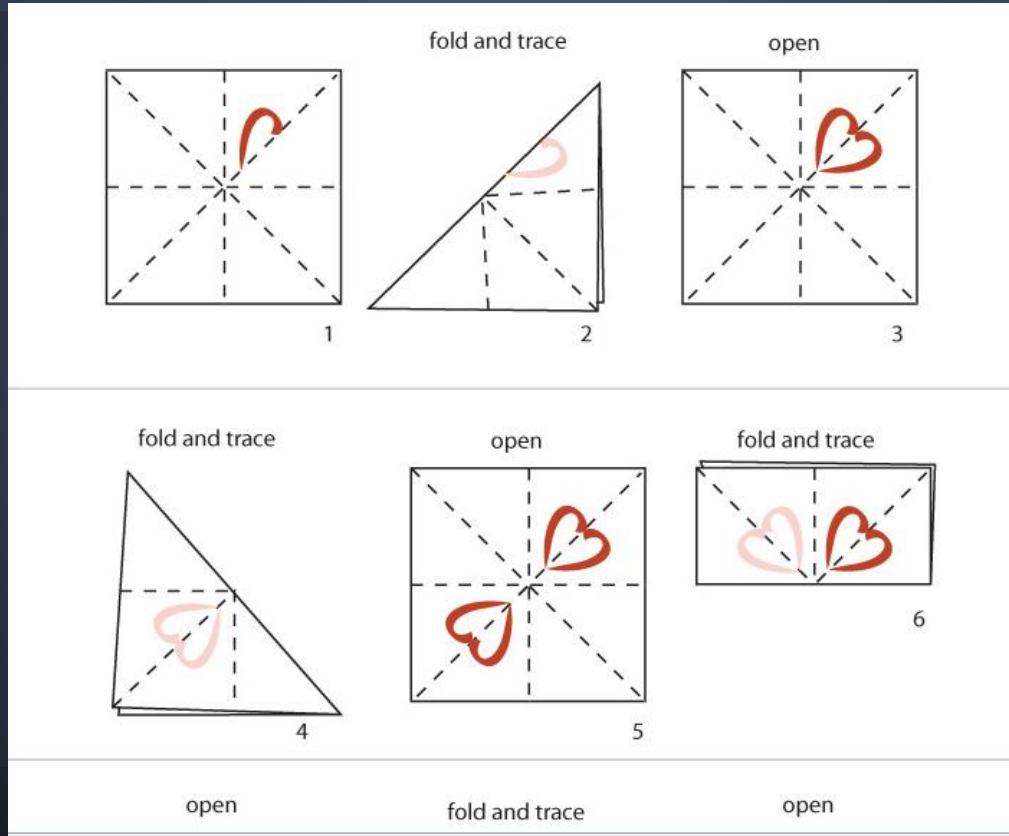 fold and trace
open
1
2
3
fold and trace
open
fold and trace
4
5
6
open
fold and trace
open